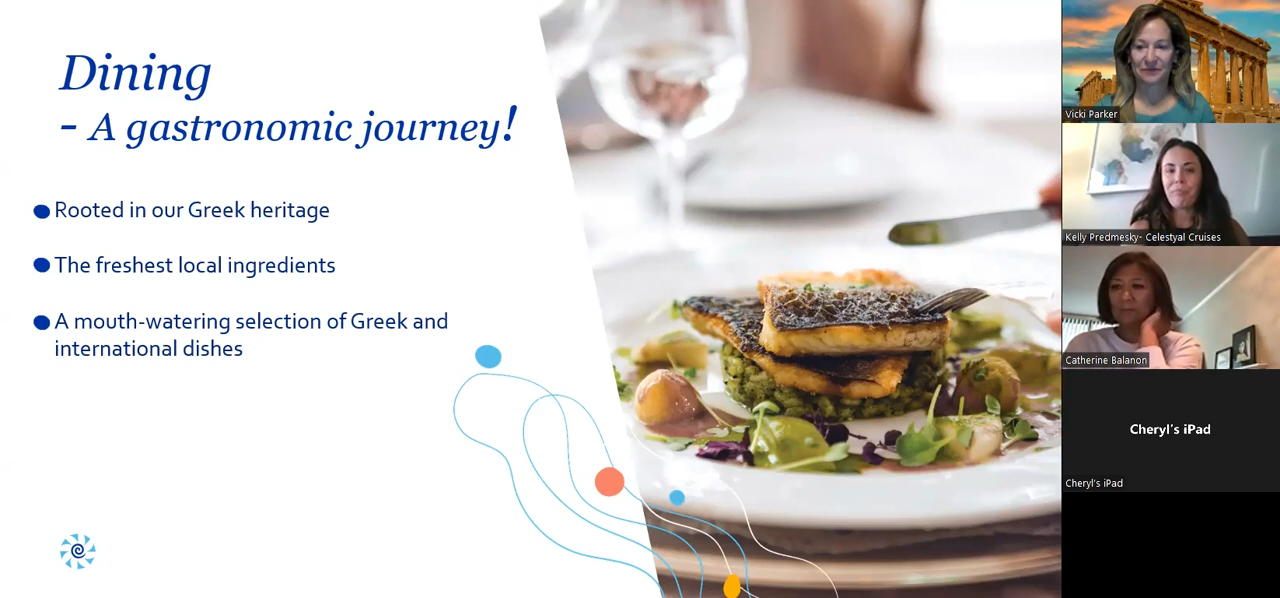 Dining
- A gastronomic journey!
Rooted in our Greek heritage
The freshest local ingredients
A mouth-watering selection of Greek and
international dishes
Vicki Parker
Kelly Predmesky- Celestyal Cruises
Catherine Balanon
Cheryl's iPad
Cheryl's iPad